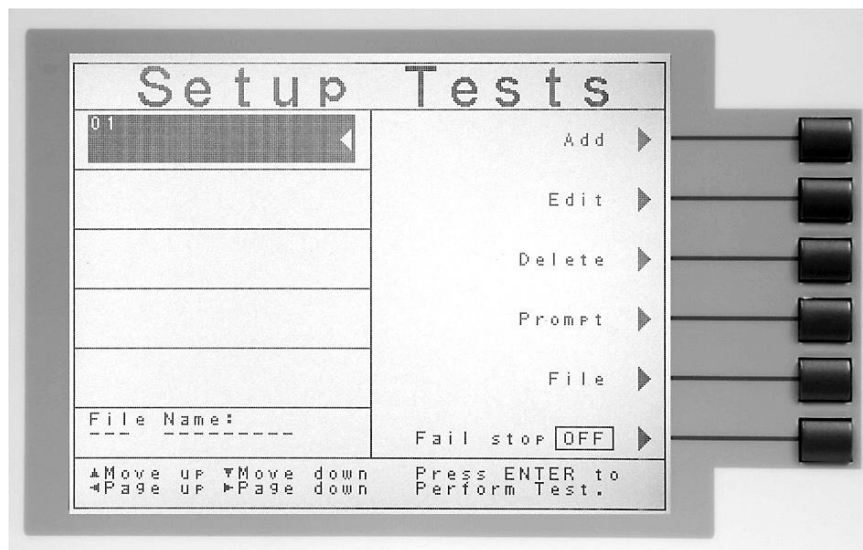 Setup Tests
01
Add
Edit
Delete
Prompt
File
File Name:
Fail stop OFF
▲Move up ▼Move down
◄Page up ►Page down
Press ENTER to
Perform Test.